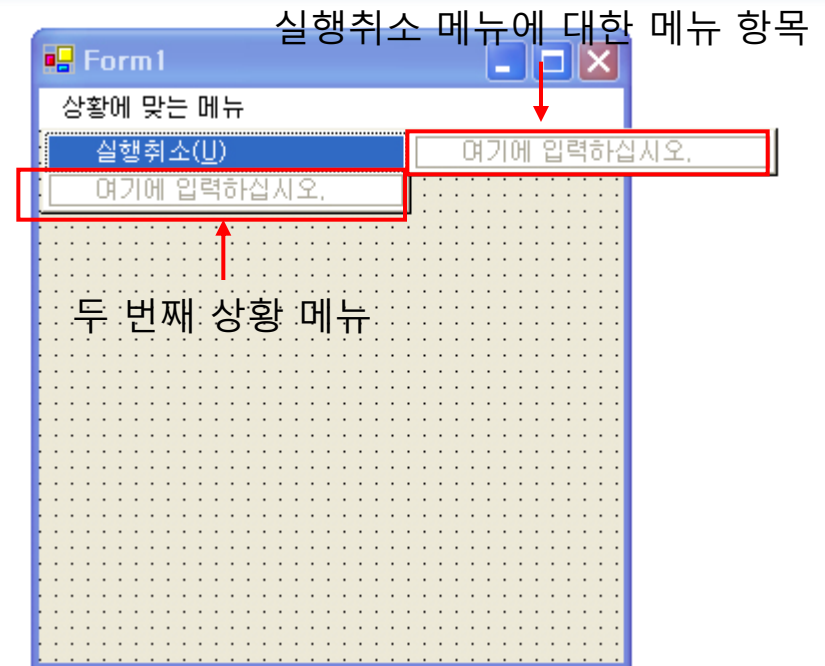 실행취소 메뉴에 대한 메뉴 항목
Form1
상황에 맞는 메뉴
실행취소(U)
여기에 입력하십시오.
여기에 입력하십시오.
두 번째 상황 메뉴